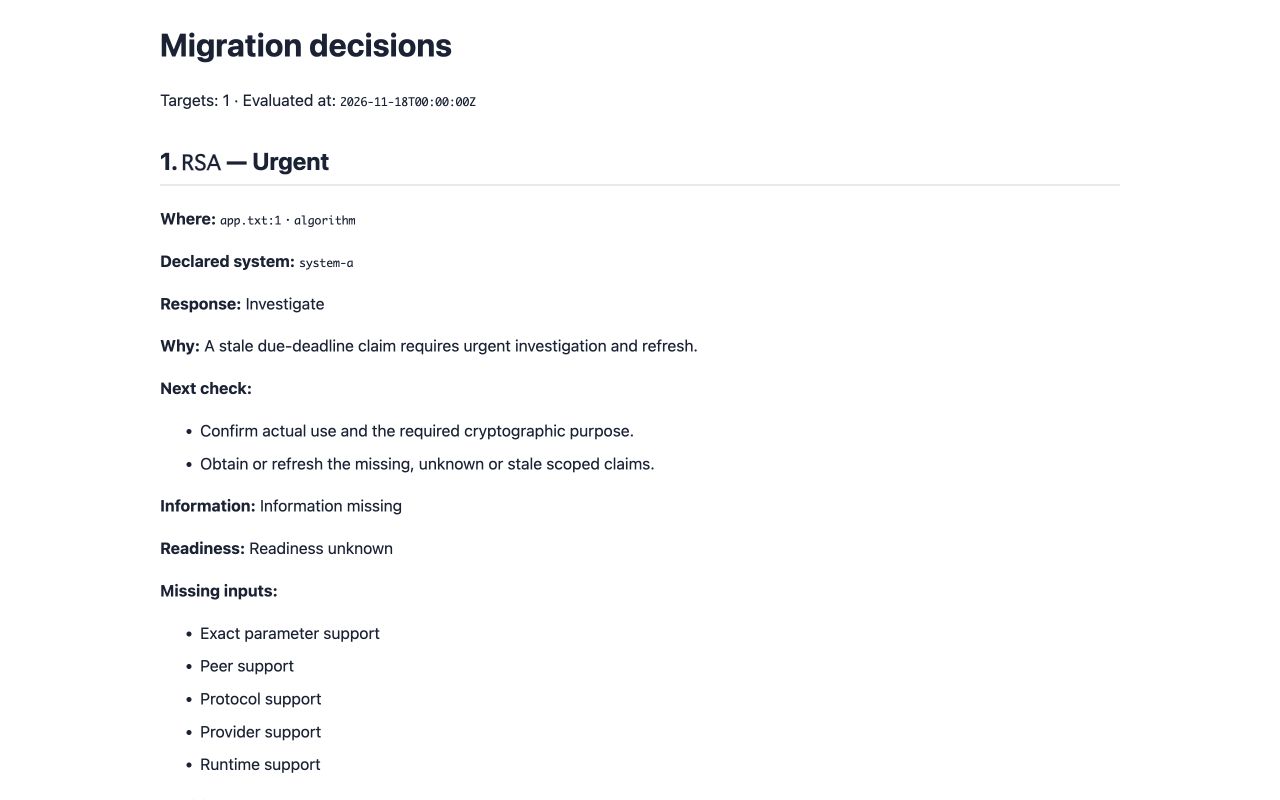 Migration decisions
Targets: 1 · Evaluated at: 2026-11-18T00:00:00Z
1. RSA — Urgent
Where: app.txt:1 · algorithm
Declared system: system-a
Response: Investigate
Why: A stale due-deadline claim requires urgent investigation and refresh.
Next check:
• Confirm actual use and the required cryptographic purpose.
• Obtain or refresh the missing, unknown or stale scoped claims.
Information: Information missing
Readiness: Readiness unknown
Missing inputs:
• Exact parameter support
• Peer support
• Protocol support
• Provider support
• Runtime support